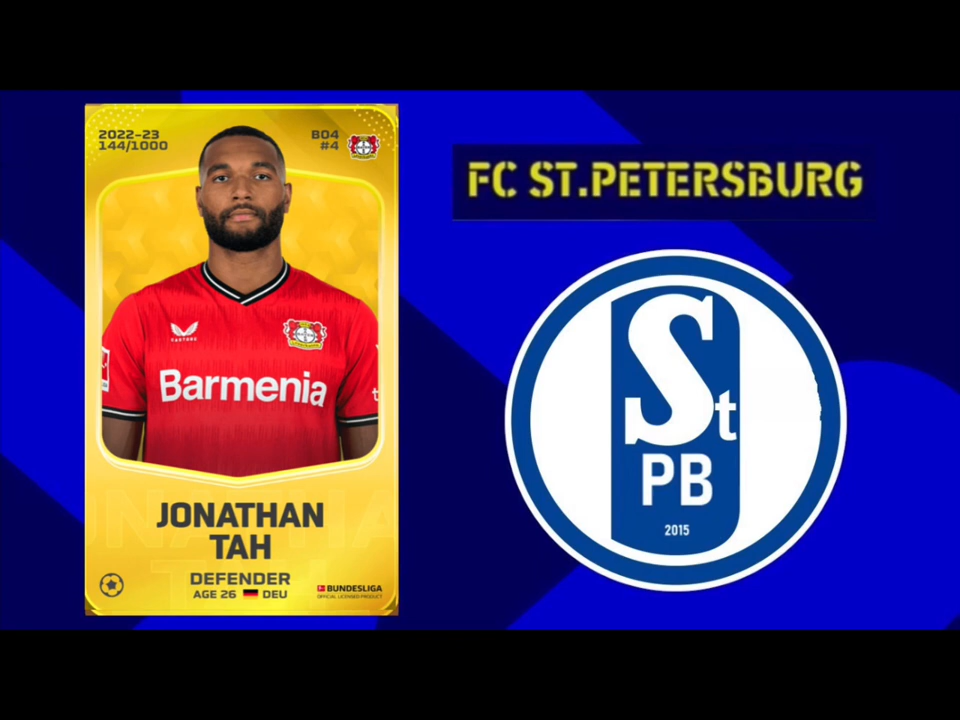 2022-23
144/1000
B04
#4
CASTORE
Barmenia
JONATHAN
TAH
DEFENDER
AGE 26 DEU
BUNDESLIGA
OFFICIAL LICENSED PRODUCT
FC ST.PETERSBURG
St
PB
2015